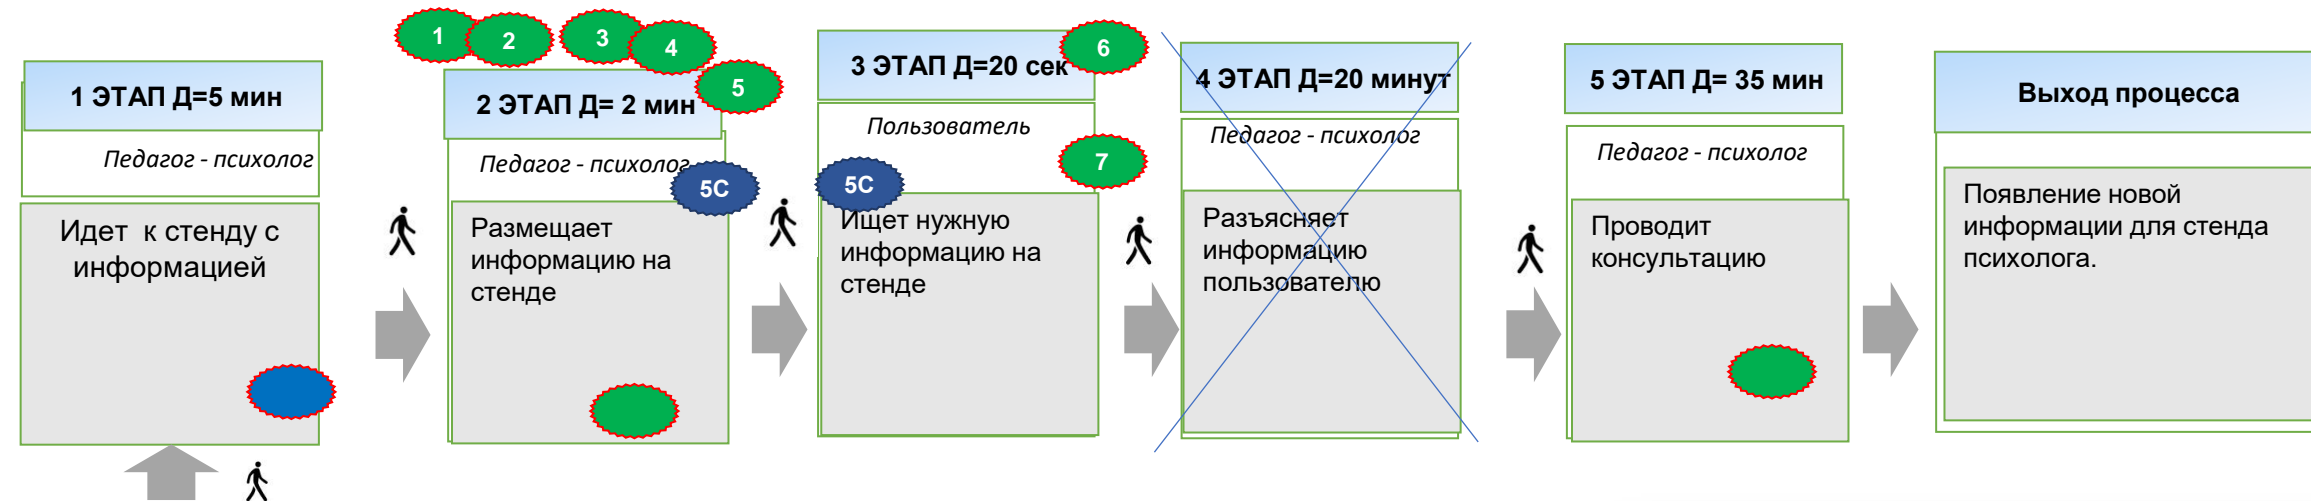 1 ЭТАП Д=5 мин
Педагог - психолог
Идет к стенду с
информацией
1
2
3
4
5
2 ЭТАП Д= 2 мин
Педагог - психолог
5С
Размещает
информацию на
стенде
6
3 ЭТАП Д=20 сек
Пользователь
7
5С
Ищет нужную
информацию на
стенде
4 ЭТАП Д=20 минут
Педагог - психолог
Разъясняет
информацию
пользователю
5 ЭТАП Д= 35 мин
Педагог - психолог
Проводит
консультацию
Выход процесса
Появление новой
информации для стенда
психолога.